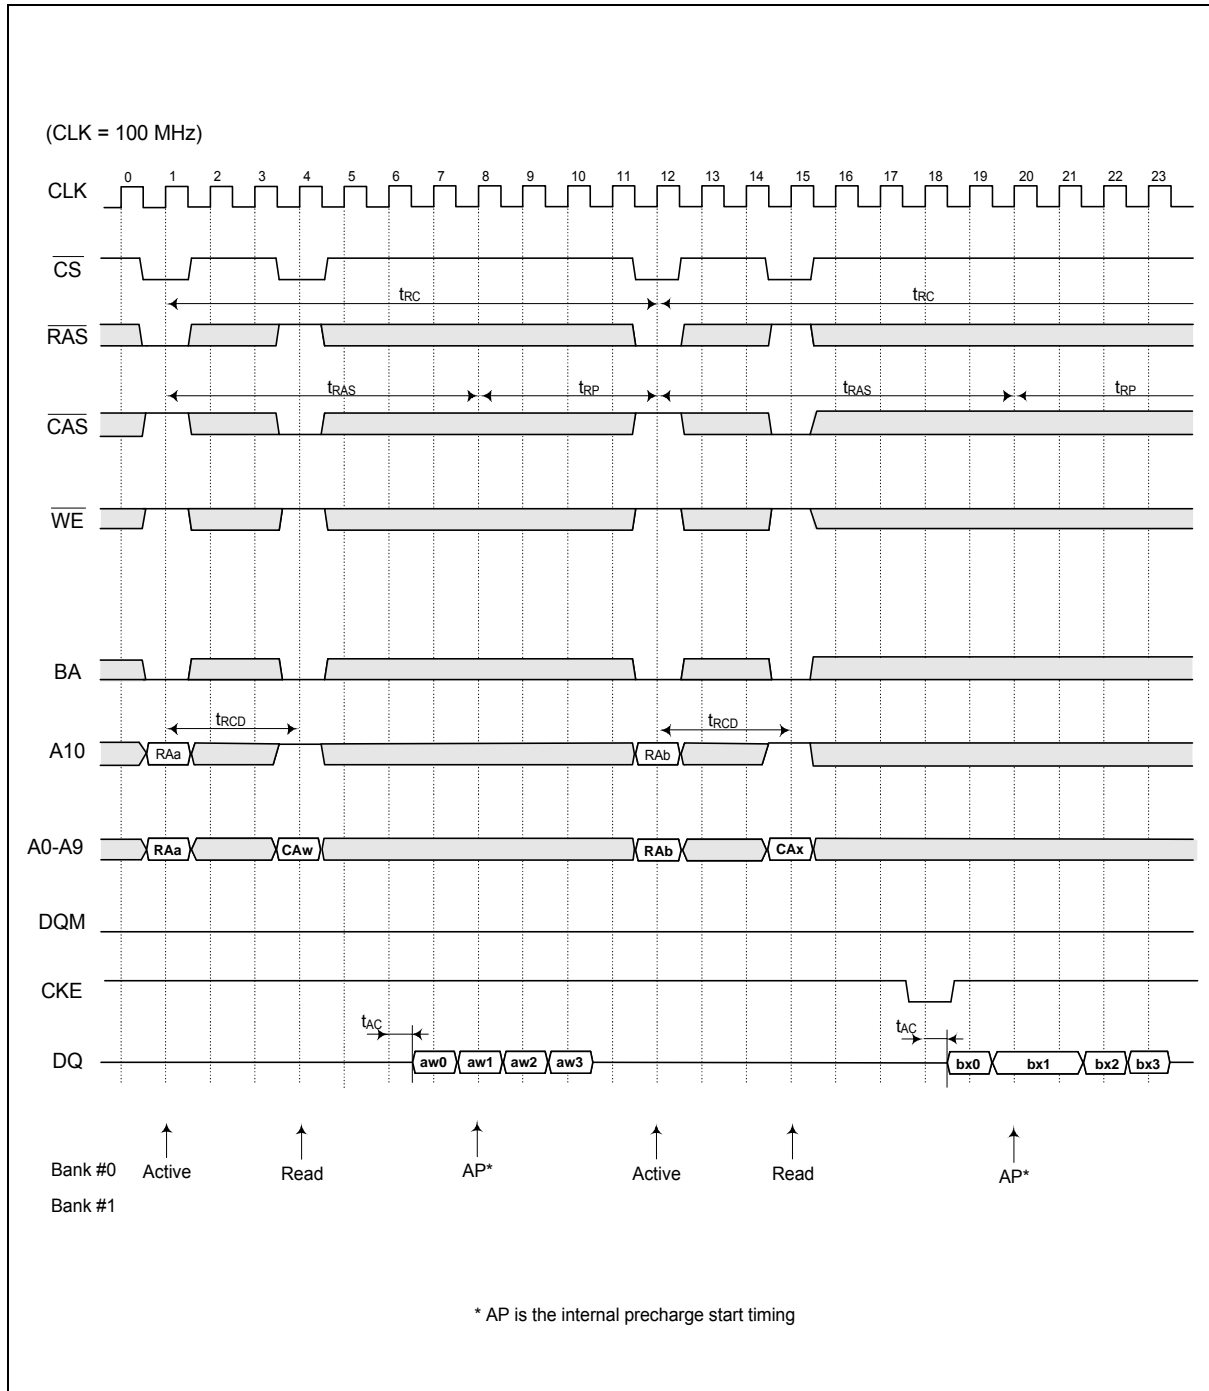 (CLK = 100 MHz)
0 1 2 3 4 5 6 7 8 9 10 11 12 13 14 15 16 17 18 19 20 21 22 23
CLK
CS
tRC tRC
RAS
tRAS tRP tRAS tRP
CAS
WE
BA
tRCD tRCD
A10 RAa RAb
A0-A9 RAa CAw RAb CAx
DQM
CKE
tAC tAC
DQ aw0 aw1 aw2 aw3 bx0 bx1 bx2 bx3
Bank #0 Active Read AP* Active Read AP*
Bank #1
* AP is the internal precharge start timing